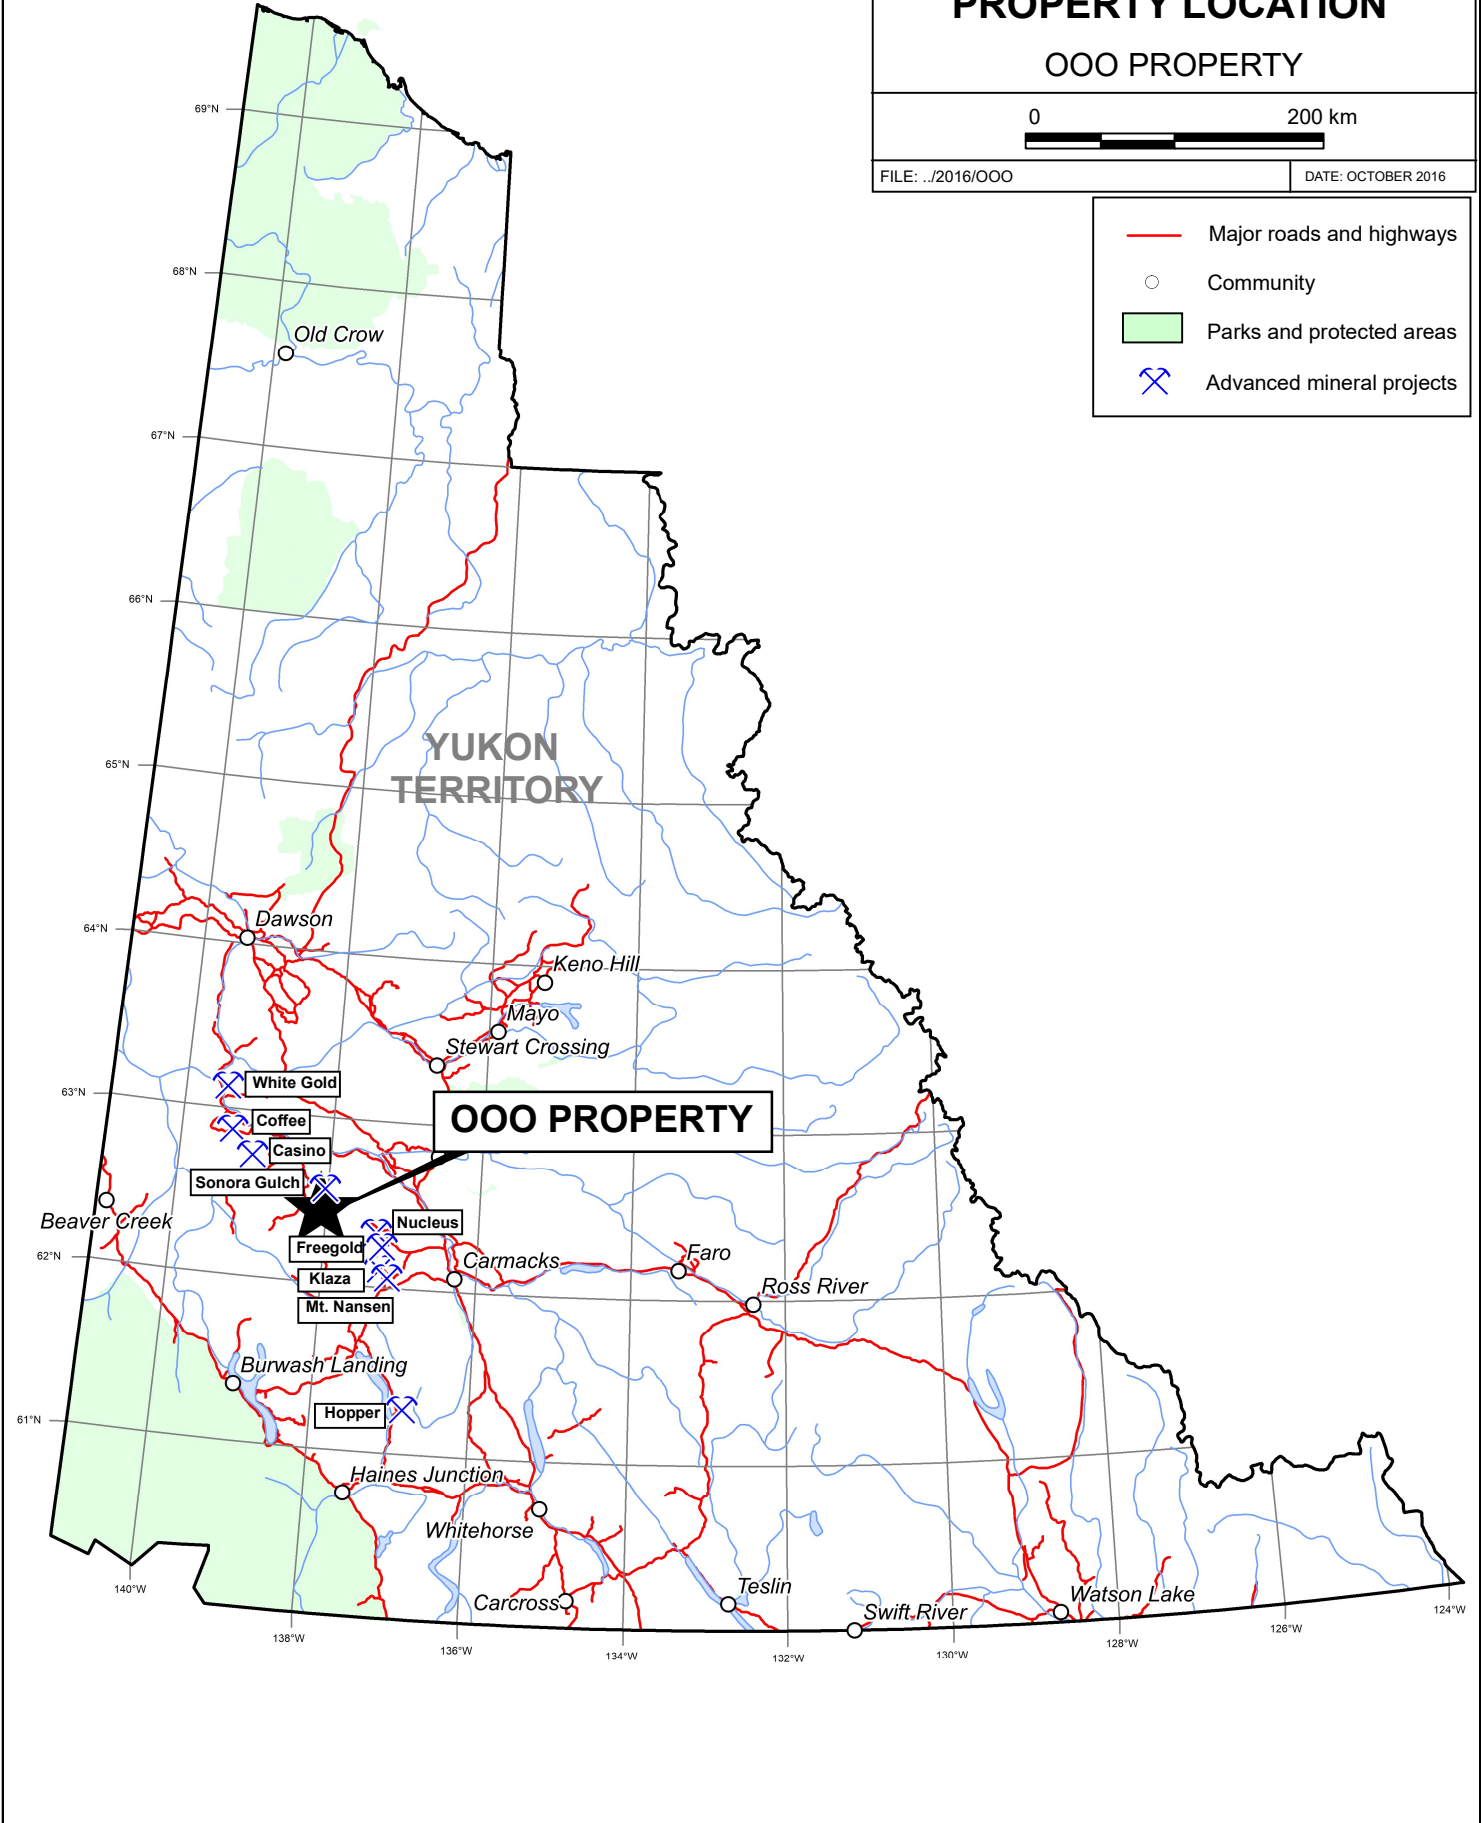 PROPERTY LOCATION
OOO PROPERTY
0 200 km
FILE: ../2016/OOO
DATE: OCTOBER 2016
Major roads and highways
Community
Parks and protected areas
Advanced mineral projects
69°N
68°N
Old Crow
67°N
66°N
YUKON
TERRITORY
65°N
Dawson
64°N
Keno Hill
Mayo
Stewart Crossing
63°N
White Gold
OOO PROPERTY
Coffee
Casino
Sonora Gulch
Beaver Creek
Nucleus
62°N
Freegold
Carmacks
Faro
Klaza
Ross River
Mt. Nansen
Burwash Landing
61°N
Hopper
Haines Junction
Whitehorse
140°W
Carcross
Teslin
Swift River
Watson Lake
138°W
136°W
134°W
132°W
130°W
128°W
126°W
124°W